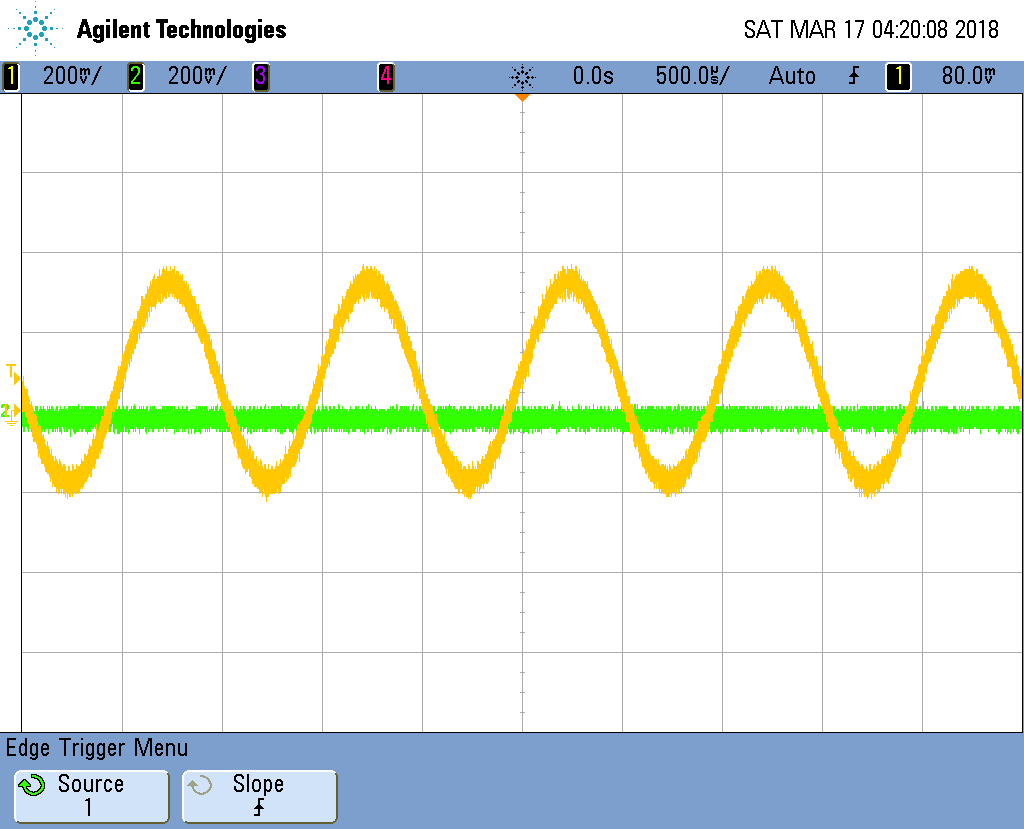 Agilent Technologies
SAT MAR 17 04:20:08 2018
1 200mV/ 2 200mV/ 3 4 0.0s 500.0µs/ Auto 1 80.0mV
T
2
Edge Trigger Menu
Source
1
Slope